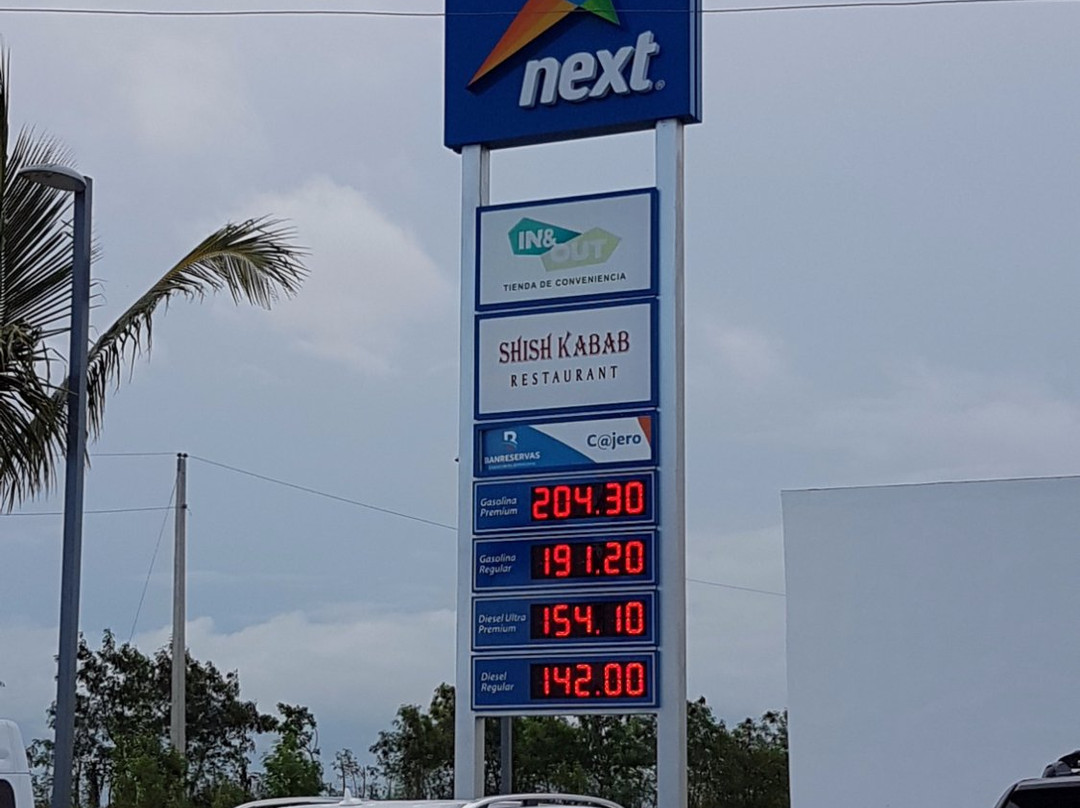 next
IN&
OUT
TIENDA DE CONVENIENCIA
SHISH KABAB
RESTAURANT
BANRESERVAS
C@jero
Gasolina
Premium
204.30
Gasolina
Regular
191.20
Diesel Ultra
Premium
154.10
Diesel
Regular
142.00